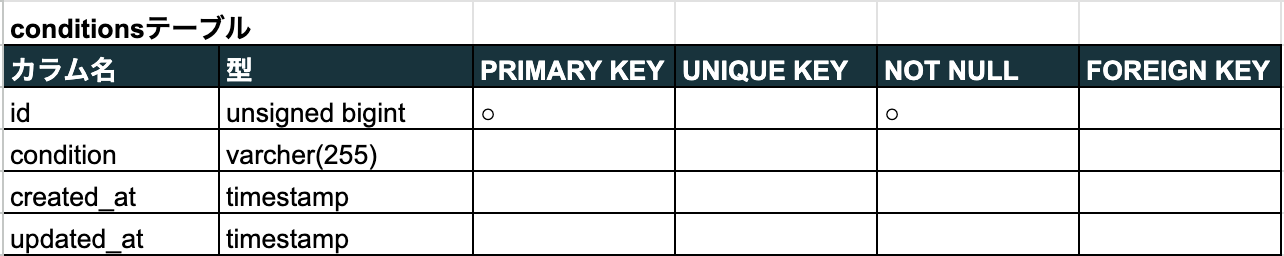 conditionsテーブル
カラム名 型 PRIMARY KEY UNIQUE KEY NOT NULL FOREIGN KEY
id unsigned bigint ○ ○
condition varcher(255)
created_at timestamp
updated_at timestamp